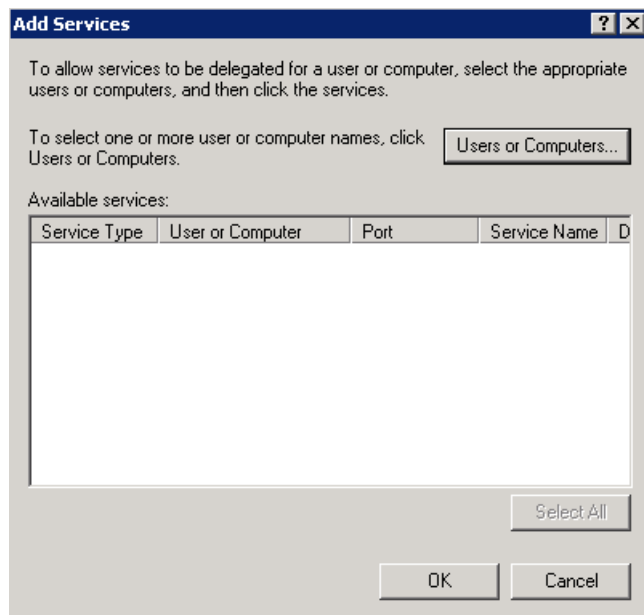 Add Services
To allow services to be delegated for a user or computer, select the appropriate
users or computers, and then click the services.
To select one or more user or computer names, click
Users or Computers.
Users or Computers...
Available services:
Service Type User or Computer Port Service Name D
Select All
OK Cancel